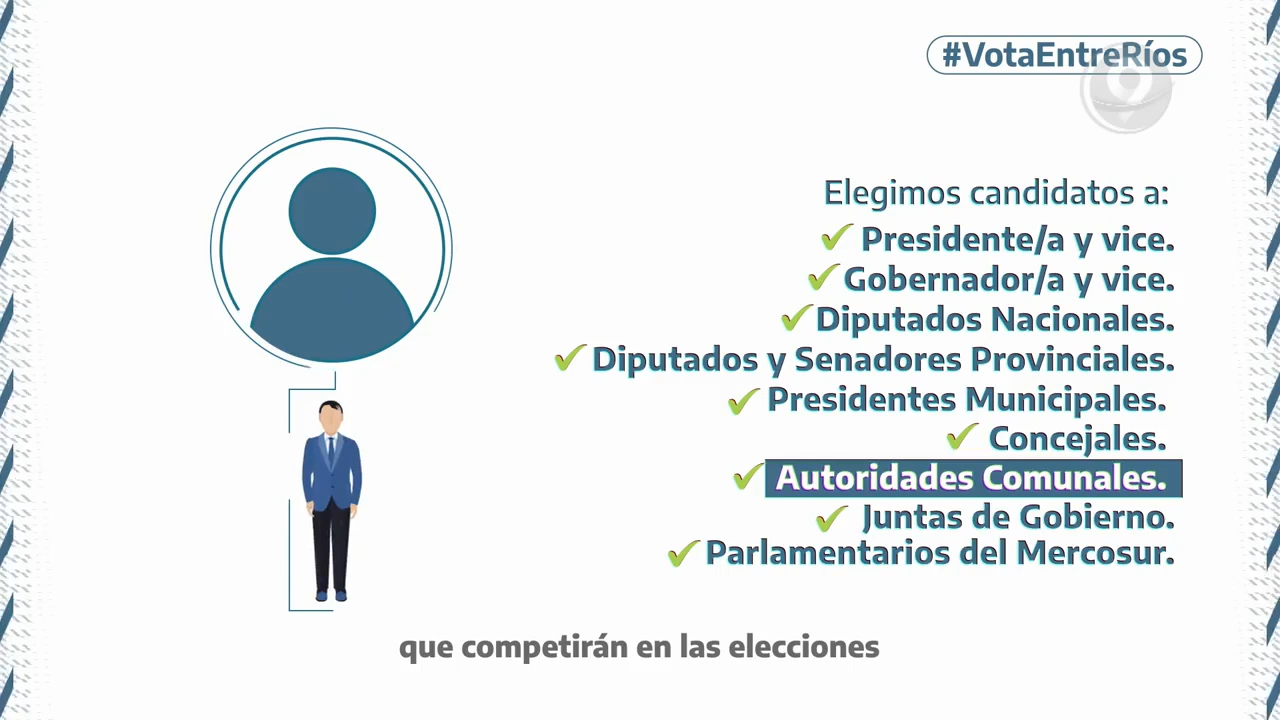 #VotaEntreRíos
Elegimos candidatos a:
Presidente/a y vice.
Gobernador/a y vice.
Diputados Nacionales.
Diputados y Senadores Provinciales.
Presidentes Municipales.
Concejales.
Autoridades Comunales.
Juntas de Gobierno.
Parlamentarios del Mercosur.
que competirán en las elecciones